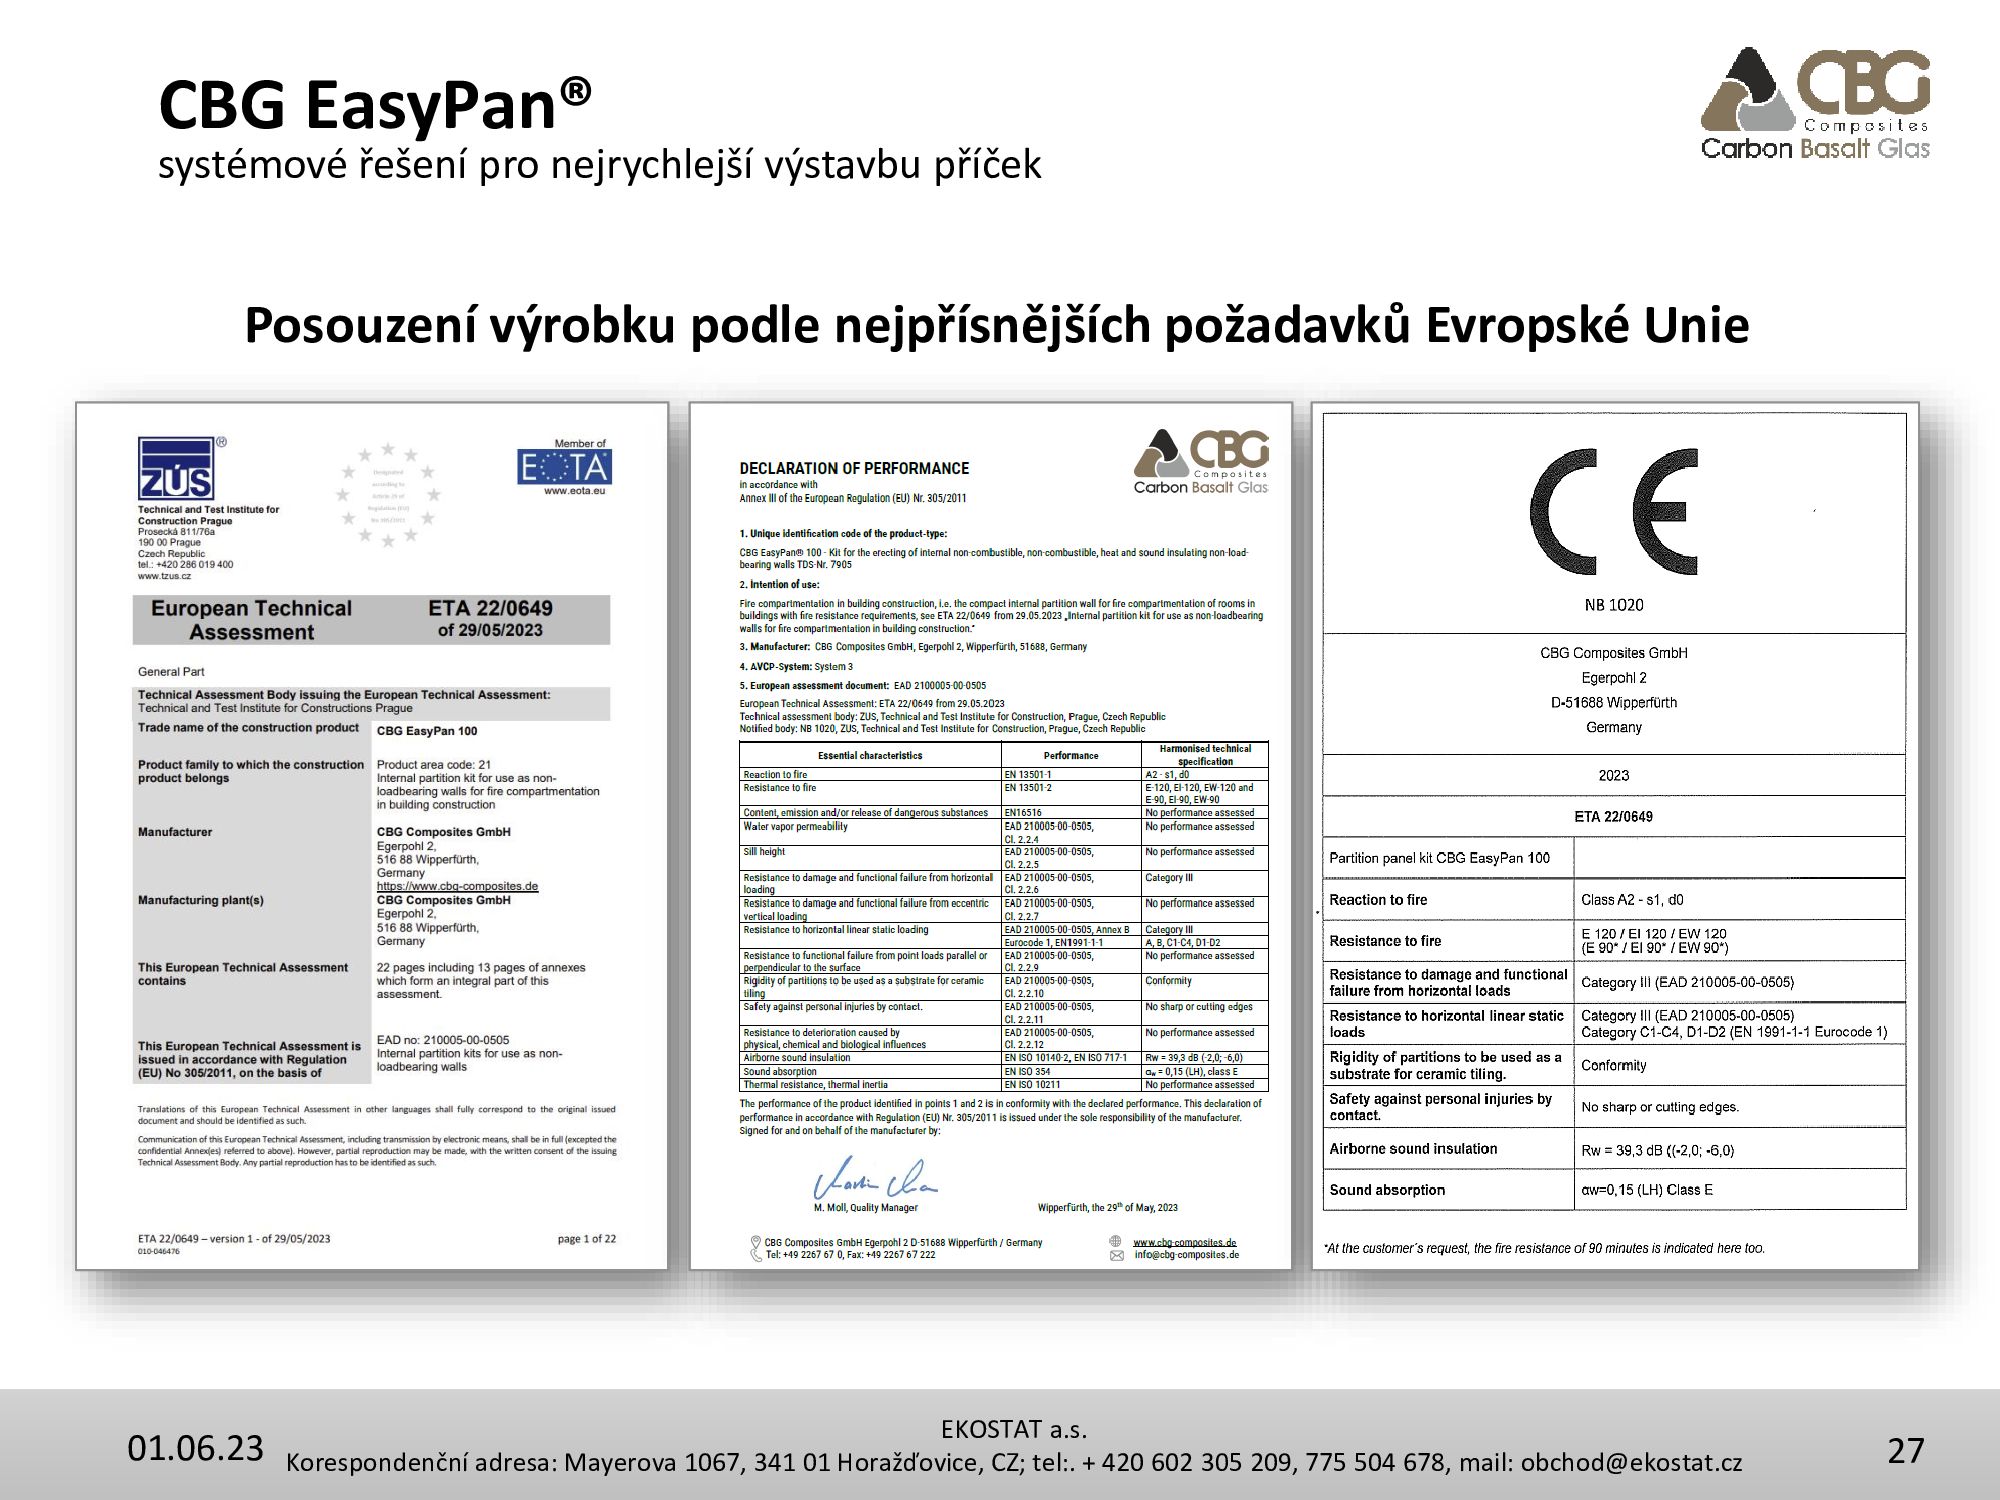 CBG EasyPan®
systémové řešení pro nejrychlejší výstavbu příček
CBG
Composites
Carbon Basalt Glas
Posouzení výrobku podle nejpřísnějších požadavků Evropské Unie
ZÚS
®
Technical and Test Institute for
Construction Prague
Prosecká 811/76a
190 00 Prague
Czech Republic
tel.: +420 286 019 400
www.tzus.cz
Designated
according to
Article 29 of
Regulation (EU)
No 305/2011
Member of
EOTA
www.eota.eu
European Technical
Assessment
ETA 22/0649
of 29/05/2023
General Part
Technical Assessment Body issuing the European Technical Assessment:
Technical and Test Institute for Constructions Prague
Trade name of the construction product
CBG EasyPan 100
Product family to which the construction
product belongs
Product area code: 21
Internal partition kit for use as non-
loadbearing walls for fire compartmentation
in building construction
Manufacturer
CBG Composites GmbH
Egerpohl 2,
516 88 Wipperfürth,
Germany
https://www.cbg-composites.de
Manufacturing plant(s)
CBG Composites GmbH
Egerpohl 2,
516 88 Wipperfürth,
Germany
This European Technical Assessment
contains
22 pages including 13 pages of annexes
which form an integral part of this
assessment.
This European Technical Assessment is
issued in accordance with Regulation
(EU) No 305/2011, on the basis of
EAD no: 210005-00-0505
Internal partition kits for use as non-
loadbearing walls
Translations of this European Technical Assessment in other languages shall fully correspond to the original issued
document and should be identified as such.
Communication of this European Technical Assessment, including transmission by electronic means, shall be in full (excepted the
confidential Annex(es) referred to above). However, partial reproduction may be made, with the written consent of the issuing
Technical Assessment Body. Any partial reproduction has to be identified as such.
ETA 22/0649 – version 1 - of 29/05/2023
page 1 of 22
010-046476
CBG
Composites
Carbon Basalt Glas
DECLARATION OF PERFORMANCE
in accordance with
Annex III of the European Regulation (EU) Nr. 305/2011
1. Unique identification code of the product-type:
CBG EasyPan® 100 - Kit for the erecting of internal non-combustible, non-combustible, heat and sound insulating non-load-
bearing walls TDS-Nr. 7905
2. Intention of use:
Fire compartmentation in building construction, i.e. the compact internal partition wall for fire compartmentation of rooms in
buildings with fire resistance requirements, see ETA 22/0649 from 29.05.2023 „Internal partition kit for use as non-loadbearing
walls for fire compartmentation in building construction.“
3. Manufacturer: CBG Composites GmbH, Egerpohl 2, Wipperfürth, 51688, Germany
4. AVCP-System: System 3
5. European assessment document: EAD 2100005-00-0505
European Technical Assessment: ETA 22/0649 from 29.05.2023
Technical assessment body: ZUS, Technical and Test Institute for Construction, Prague, Czech Republic
Notified body: NB 1020, ZUS, Technical and Test Institute for Construction, Prague, Czech Republic
Essential characteristics Performance Harmonised technical
specification
Reaction to fire EN 13501-1 A2 - s1, d0
Resistance to fire EN 13501-2 E-120, EI-120, EW-120 and
E-90, EI-90, EW-90
Content, emission and/or release of dangerous substances EN16516 No performance assessed
Water vapor permeability EAD 210005-00-0505, No performance assessed
Cl. 2.2.4
Sill height EAD 210005-00-0505, No performance assessed
Cl. 2.2.5
Resistance to damage and functional failure from horizontal EAD 210005-00-0505, Category III
loading Cl. 2.2.6
Resistance to damage and functional failure from eccentric EAD 210005-00-0505, No performance assessed
vertical loading Cl. 2.2.7
Resistance to horizontal linear static loading EAD 210005-00-0505, Annex B Category III
Eurocode 1, EN1991-1-1 A, B, C1-C4, D1-D2
Resistance to functional failure from point loads parallel or EAD 210005-00-0505, No performance assessed
perpendicular to the surface Cl. 2.2.9
Rigidity of partitions to be used as a substrate for ceramic EAD 210005-00-0505, Conformity
tiling Cl. 2.2.10
Safety against personal injuries by contact. EAD 210005-00-0505, No sharp or cutting edges
Cl. 2.2.11
Resistance to deterioration caused by EAD 210005-00-0505, No performance assessed
physical, chemical and biological influences Cl. 2.2.12
Airborne sound insulation EN ISO 10140-2, EN ISO 717-1 Rw = 39,3 dB (-2,0; -6,0)
Sound absorption EN ISO 354 αw = 0,15 (LH), class E
Thermal resistance, thermal inertia EN ISO 10211 No performance assessed
The performance of the product identified in points 1 and 2 is in conformity with the declared performance. This declaration of
performance in accordance with Regulation (EU) Nr. 305/2011 is issued under the sole responsibility of the manufacturer.
Signed for and on behalf of the manufacturer by:
M. Moll, Quality Manager
Wipperfürth, the 29th of May, 2023
CBG Composites GmbH Egerpohl 2 D-51688 Wipperfürth / Germany
Tel: +49 2267 67 0, Fax: +49 2267 67 222
www.cbg-composites.de
info@cbg-composites.de
CE
NB 1020
CBG Composites GmbH
Egerpohl 2
D-51688 Wipperfürth
Germany
2023
ETA 22/0649
Partition panel kit CBG EasyPan 100
Reaction to fire Class A2 - s1, d0
Resistance to fire E 120 / EI 120 / EW 120
(E 90* / EI 90* / EW 90*)
Resistance to damage and functional
failure from horizontal loads
Category III (EAD 210005-00-0505)
Resistance to horizontal linear static
loads
Category III (EAD 210005-00-0505)
Category C1-C4, D1-D2 (EN 1991-1-1 Eurocode 1)
Rigidity of partitions to be used as a
substrate for ceramic tiling.
Conformity
Safety against personal injuries by
contact.
No sharp or cutting edges.
Airborne sound insulation Rw = 39,3 dB ((-2,0; -6,0)
Sound absorption αw=0,15 (LH) Class E
*At the customer´s request, the fire resistance of 90 minutes is indicated here too.
01.06.23
EKOSTAT a.s.
Korespondenční adresa: Mayerova 1067, 341 01 Horažďovice, CZ; tel:. + 420 602 305 209, 775 504 678, mail: obchod@ekostat.cz
27